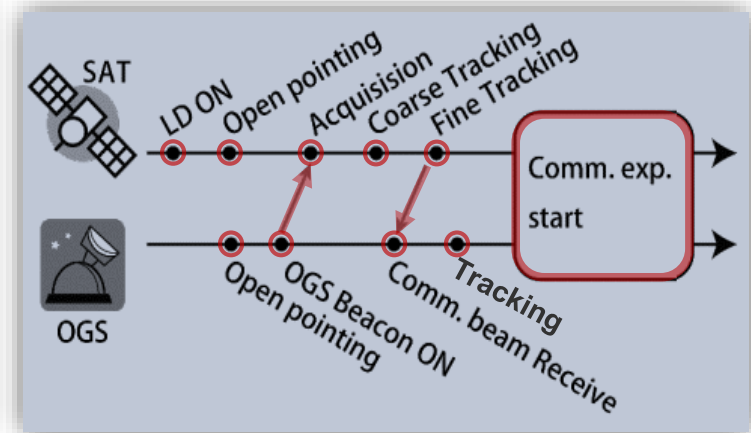 SAT
LD ON
Open pointing
Acquisision
Coarse Tracking
Fine Tracking
Comm. exp.
start
OGS
Open pointing
OGS Beacon ON
Comm. beam Receive
Tracking